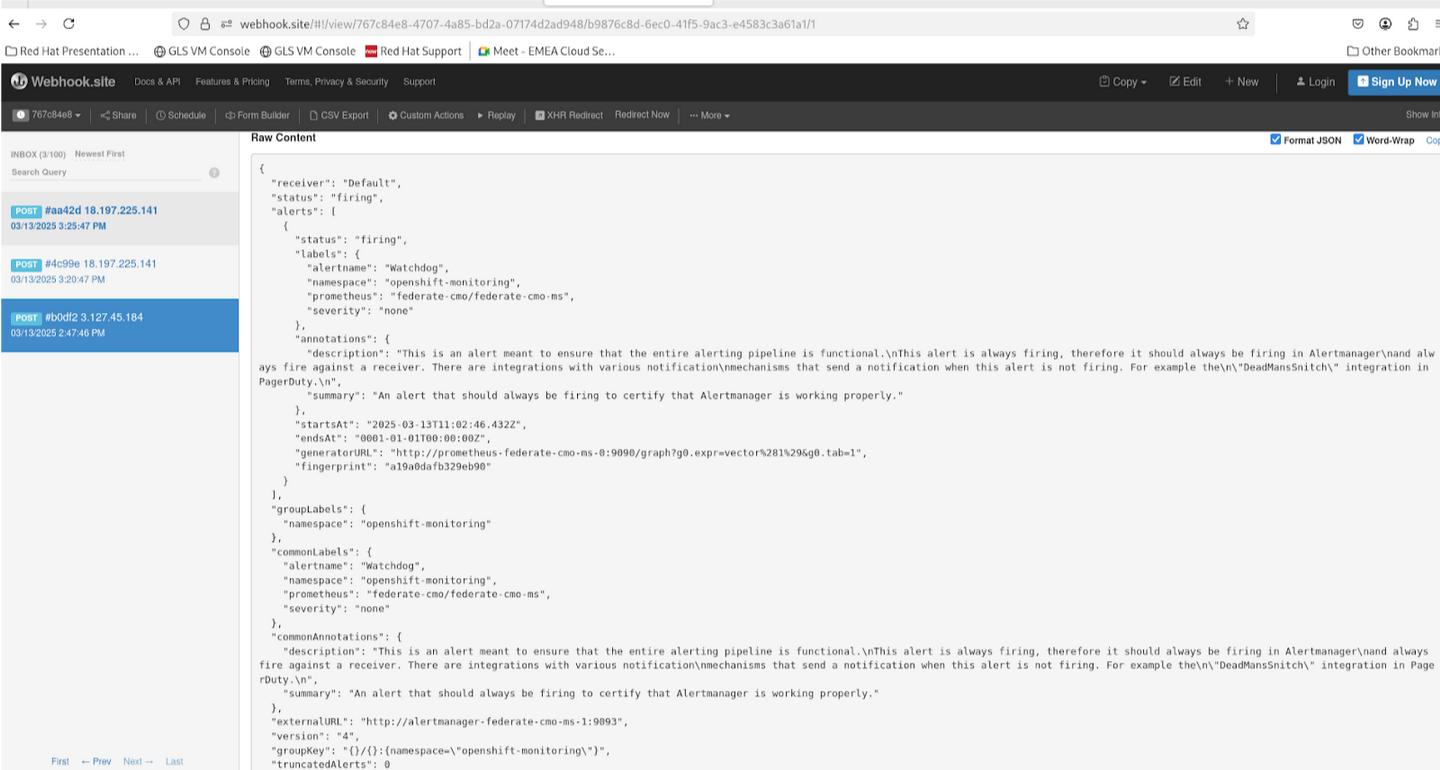 webhook.site/#!/view/767c84e8-4707-4a85-bd2a-07174d2ad948/b9876c8d-6ec0-41f5-9ac3-e4583c3a61a1/1
Red Hat Presentation ... GLS VM Console GLS VM Console Red Hat Support Meet - EMEA Cloud Se... Other Bookmar
Webhook.site Docs & API Features & Pricing Terms, Privacy & Security Support Copy Edit + New Login Sign Up Now
767c84e8 Share Schedule Form Builder CSV Export Custom Actions Replay XHR Redirect Redirect Now ··· More Show In
INBOX (3/100) Newest First
Search Query
POST #aa42d 18.197.225.141
03/13/2025 3:25:47 PM
POST #4c99e 18.197.225.141
03/13/2025 3:20:47 PM
POST #b0df2 3.127.45.184
03/13/2025 2:47:46 PM
First ← Prev Next → Last
Raw Content Format JSON Word-Wrap Cop
{
"receiver": "Default",
"status": "firing",
"alerts": [
{
"status": "firing",
"labels": {
"alertname": "Watchdog",
"namespace": "openshift-monitoring",
"prometheus": "federate-cmo/federate-cmo-ms",
"severity": "none"
},
"annotations": {
"description": "This is an alert meant to ensure that the entire alerting pipeline is functional.\nThis alert is always firing, therefore it should always be firing in Alertmanager\nand alw
ays fire against a receiver. There are integrations with various notification\nmechanisms that send a notification when this alert is not firing. For example the\n\"DeadMansSnitch\" integration in
PagerDuty.\n",
"summary": "An alert that should always be firing to certify that Alertmanager is working properly."
},
"startsAt": "2025-03-13T11:02:46.432Z",
"endsAt": "0001-01-01T00:00:00Z",
"generatorURL": "http://prometheus-federate-cmo-ms-0:9090/graph?g0.expr=vector%281%29&g0.tab=1",
"fingerprint": "a19a0dafb329eb90"
}
],
"groupLabels": {
"namespace": "openshift-monitoring"
},
"commonLabels": {
"alertname": "Watchdog",
"namespace": "openshift-monitoring",
"prometheus": "federate-cmo/federate-cmo-ms",
"severity": "none"
},
"commonAnnotations": {
"description": "This is an alert meant to ensure that the entire alerting pipeline is functional.\nThis alert is always firing, therefore it should always be firing in Alertmanager\nand always
fire against a receiver. There are integrations with various notification\nmechanisms that send a notification when this alert is not firing. For example the\n\"DeadMansSnitch\" integration in Page
rDuty.\n",
"summary": "An alert that should always be firing to certify that Alertmanager is working properly."
},
"externalURL": "http://alertmanager-federate-cmo-ms-1:9093",
"version": "4",
"groupKey": "{}/{}:{namespace=\"openshift-monitoring\"}",
"truncatedAlerts": 0